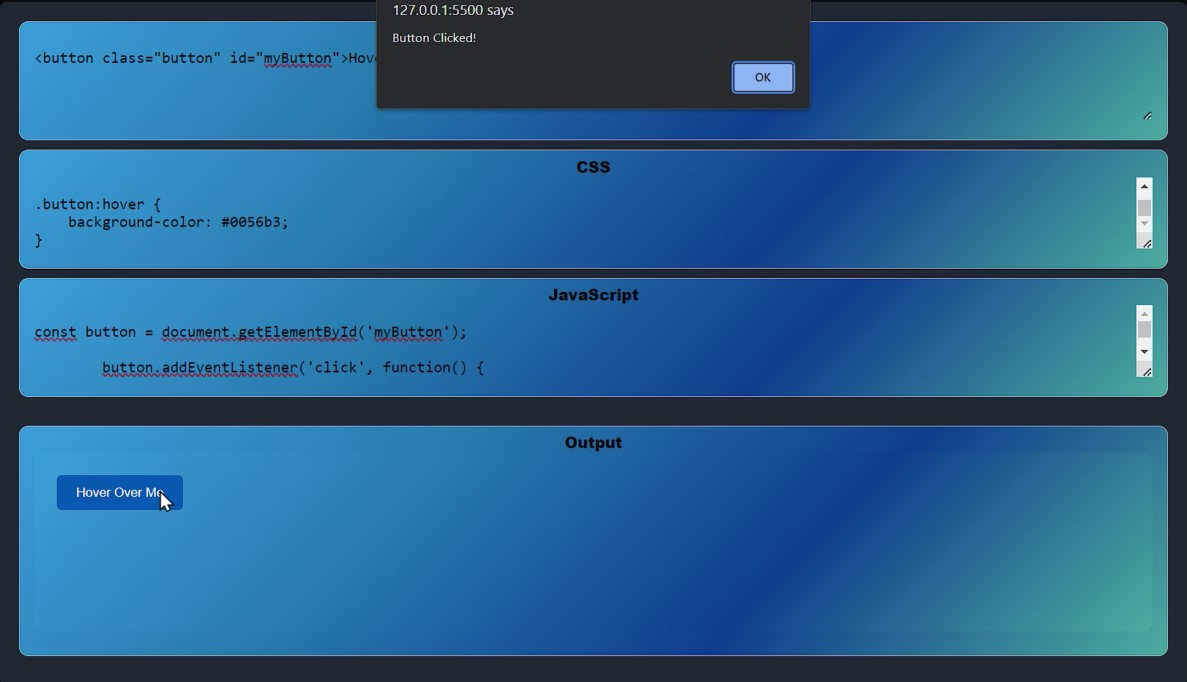 127.0.0.1:5500 says
Button Clicked!
OK
<button class="button" id="myButton">Hov
CSS
.button:hover {
    background-color: #0056b3;
}
JavaScript
const button = document.getElementById('myButton');
        button.addEventListener('click', function() {
Output
Hover Over Me